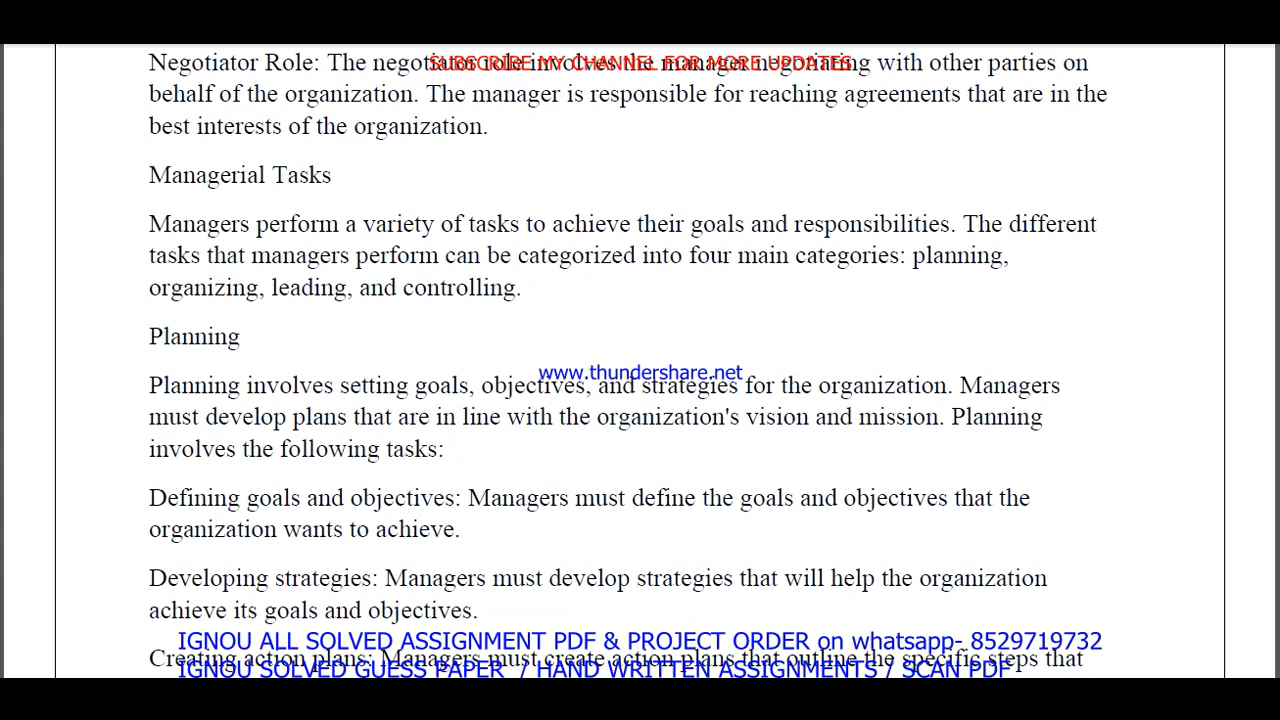 Negotiator Role: The negotiator role involves the manager negotiating with other parties on
SUBSCRIBE MY CHANNEL FOR MORE UPDATES
behalf of the organization. The manager is responsible for reaching agreements that are in the
best interests of the organization.
Managerial Tasks
Managers perform a variety of tasks to achieve their goals and responsibilities. The different
tasks that managers perform can be categorized into four main categories: planning,
organizing, leading, and controlling.
Planning
www.thundershare.net
Planning involves setting goals, objectives, and strategies for the organization. Managers
must develop plans that are in line with the organization's vision and mission. Planning
involves the following tasks:
Defining goals and objectives: Managers must define the goals and objectives that the
organization wants to achieve.
Developing strategies: Managers must develop strategies that will help the organization
achieve its goals and objectives.
IGNOU ALL SOLVED ASSIGNMENT PDF & PROJECT ORDER on whatsapp- 8529719732
Creating action plans: Managers must create action plans that outline the specific steps that
IGNOU SOLVED GUESS PAPER / HAND WRITTEN ASSIGNMENTS / SCAN PDF